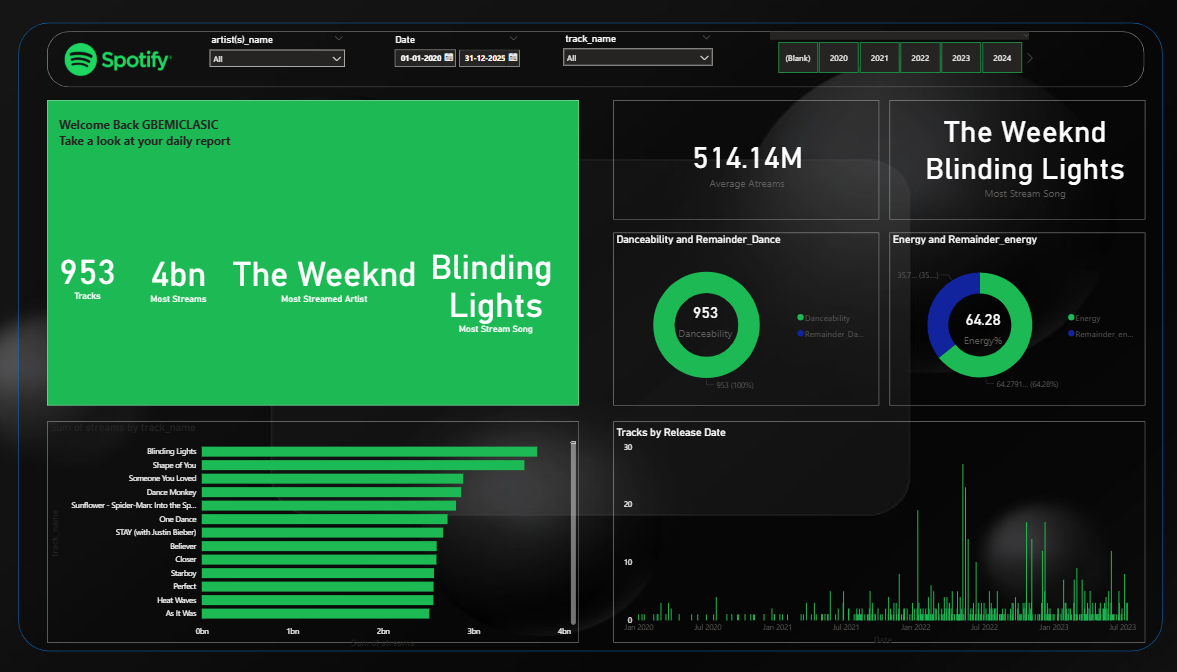 Spotify
artist(s)_name
All
Date
01-01-2020
31-12-2025
track_name
All
(Blank)
2020
2021
2022
2023
2024
Welcome Back GBEMICLASIC
Take a look at your daily report
953
Tracks
4bn
Most Streams
The Weeknd
Most Streamed Artist
Blinding
Lights
Most Stream Song
514.14M
Average Atreams
The Weeknd
Blinding Lights
Most Stream Song
Danceability and Remainder_Dance
953
Danceability
Danceability
Remainder_Da...
953 (100%)
Energy and Remainder_energy
35.7... (35....)
64.28
Energy%
Energy
Remainder_en...
64.2791... (64.28%)
Sum of streams by track_name
track_name
Blinding Lights
Shape of You
Someone You Loved
Dance Monkey
Sunflower - Spider-Man: Into the Sp...
One Dance
STAY (with Justin Bieber)
Believer
Closer
Starboy
Perfect
Heat Waves
As It Was
0bn
1bn
2bn
3bn
4bn
Sum of streams
Tracks by Release Date
30
20
10
0
Jan 2020
Jul 2020
Jan 2021
Jul 2021
Jan 2022
Jul 2022
Jan 2023
Jul 2023
Date